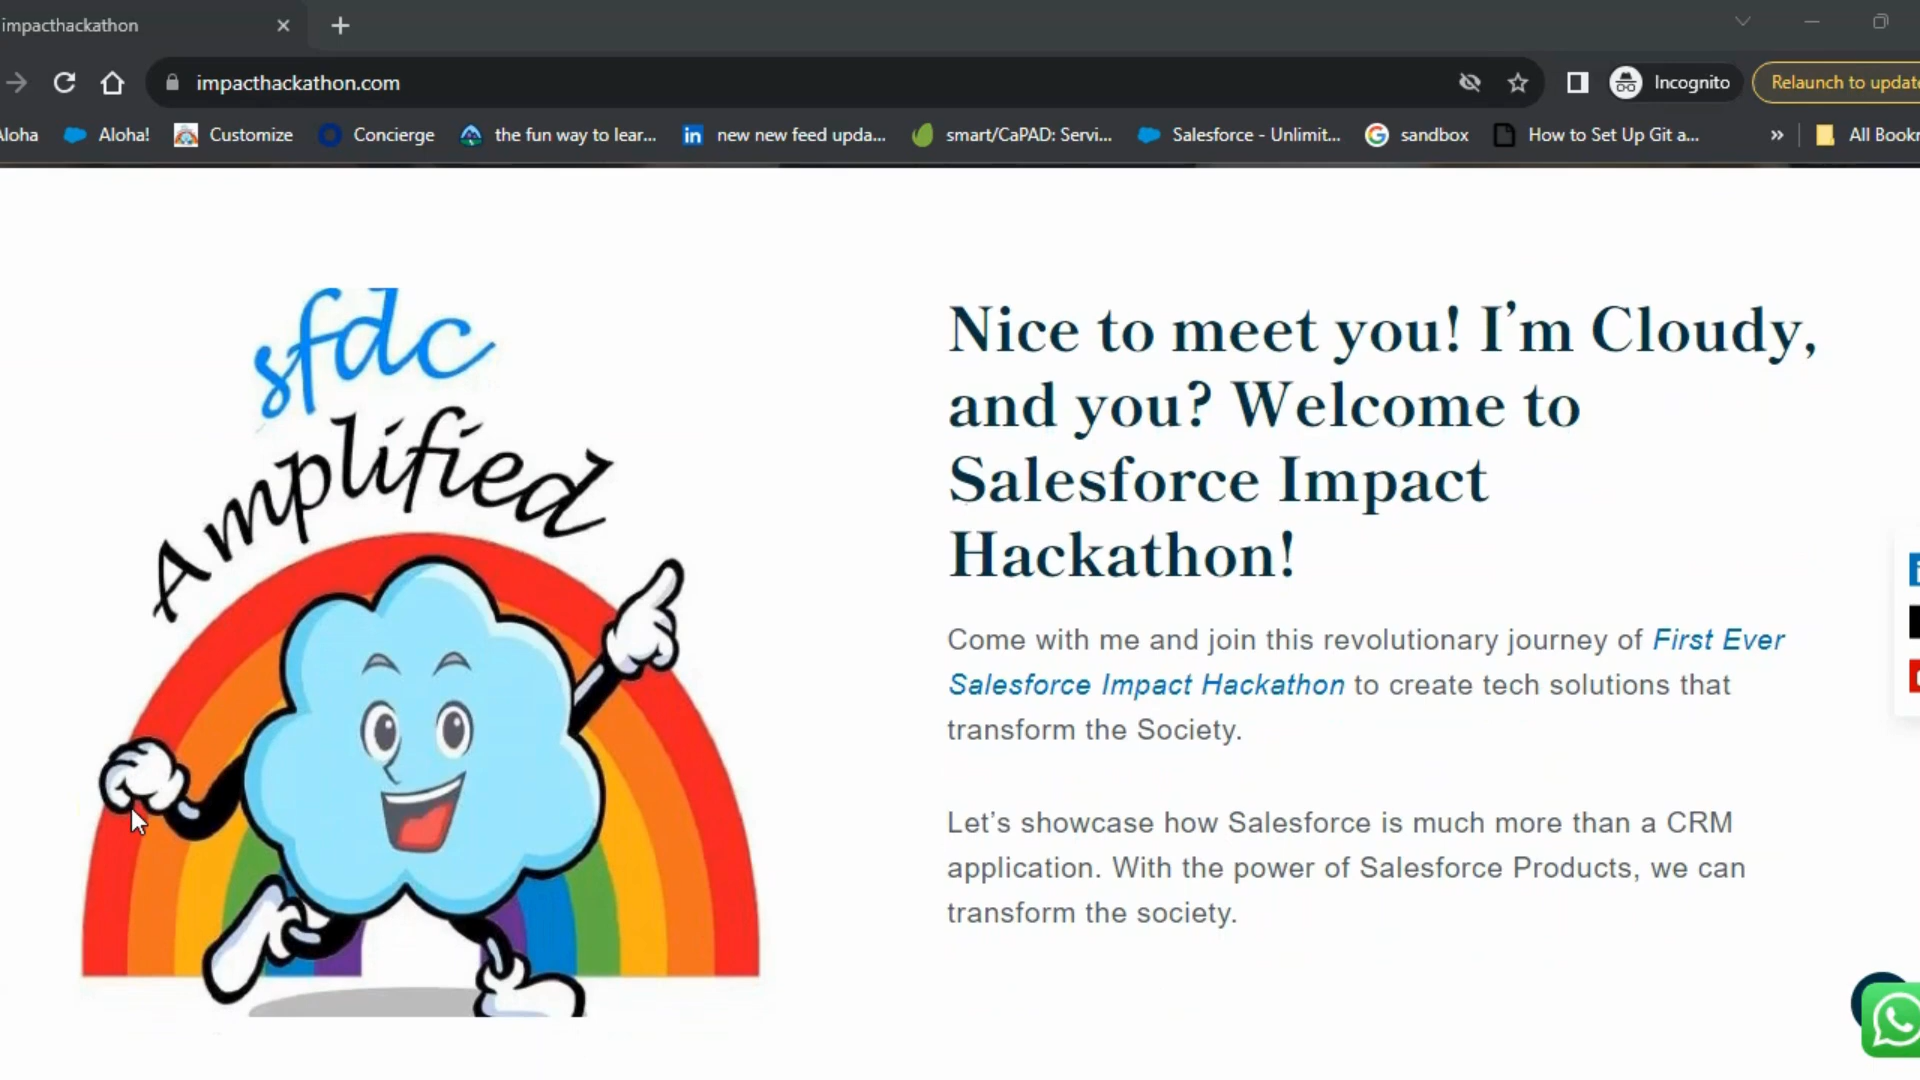 impacthackathon
impacthackathon.com
Incognito
Relaunch to update
Aloha
Aloha!
Customize
Concierge
the fun way to lear...
new new feed upda...
smart/CaPAD: Servi...
Salesforce - Unlimit...
sandbox
How to Set Up Git a...
All Bookr
sfdc
Amplified
Nice to meet you! I’m Cloudy,
and you? Welcome to
Salesforce Impact
Hackathon!
Come with me and join this revolutionary journey of First Ever
Salesforce Impact Hackathon to create tech solutions that
transform the Society.
Let’s showcase how Salesforce is much more than a CRM
application. With the power of Salesforce Products, we can
transform the society.